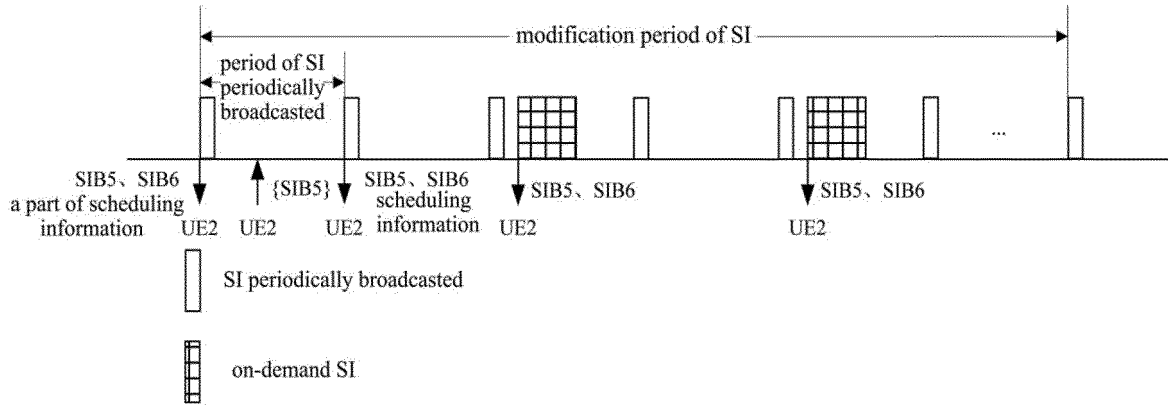 modification period of SI
period of SI
periodically
broadcasted
...
SIB5、SIB6
a part of scheduling
information
UE2
{SIB5}
UE2
SIB5、SIB6
scheduling
information
UE2
SIB5、SIB6
UE2
SIB5、SIB6
UE2
SI periodically broadcasted
on-demand SI